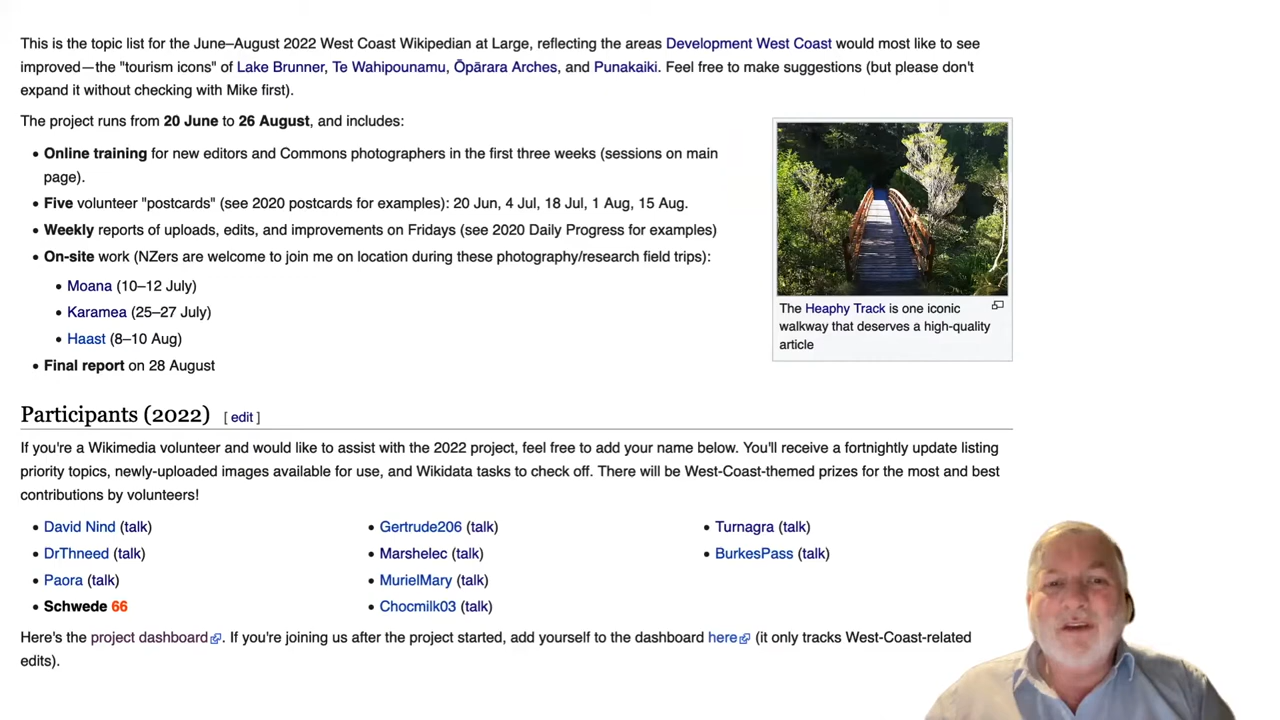 This is the topic list for the June–August 2022 West Coast Wikipedian at Large, reflecting the areas Development West Coast would most like to see
improved—the "tourism icons" of Lake Brunner, Te Wahipounamu, Ōpārara Arches, and Punakaiki. Feel free to make suggestions (but please don't
expand it without checking with Mike first).
The project runs from 20 June to 26 August, and includes:
• Online training for new editors and Commons photographers in the first three weeks (sessions on main
page).
• Five volunteer "postcards" (see 2020 postcards for examples): 20 Jun, 4 Jul, 18 Jul, 1 Aug, 15 Aug.
• Weekly reports of uploads, edits, and improvements on Fridays (see 2020 Daily Progress for examples)
• On-site work (NZers are welcome to join me on location during these photography/research field trips):
• Moana (10–12 July)
• Karamea (25–27 July)
• Haast (8–10 Aug)
• Final report on 28 August
The Heaphy Track is one iconic
walkway that deserves a high-quality
article
Participants (2022) [ edit ]
If you're a Wikimedia volunteer and would like to assist with the 2022 project, feel free to add your name below. You'll receive a fortnightly update listing
priority topics, newly-uploaded images available for use, and Wikidata tasks to check off. There will be West-Coast-themed prizes for the most and best
contributions by volunteers!
• David Nind (talk)
• DrThneed (talk)
• Paora (talk)
• Schwede 66
• Gertrude206 (talk)
• Marshelec (talk)
• MurielMary (talk)
• Chocmilk03 (talk)
• Turnagra (talk)
• BurkesPass (talk)
Here's the project dashboard. If you're joining us after the project started, add yourself to the dashboard here (it only tracks West-Coast-related
edits).